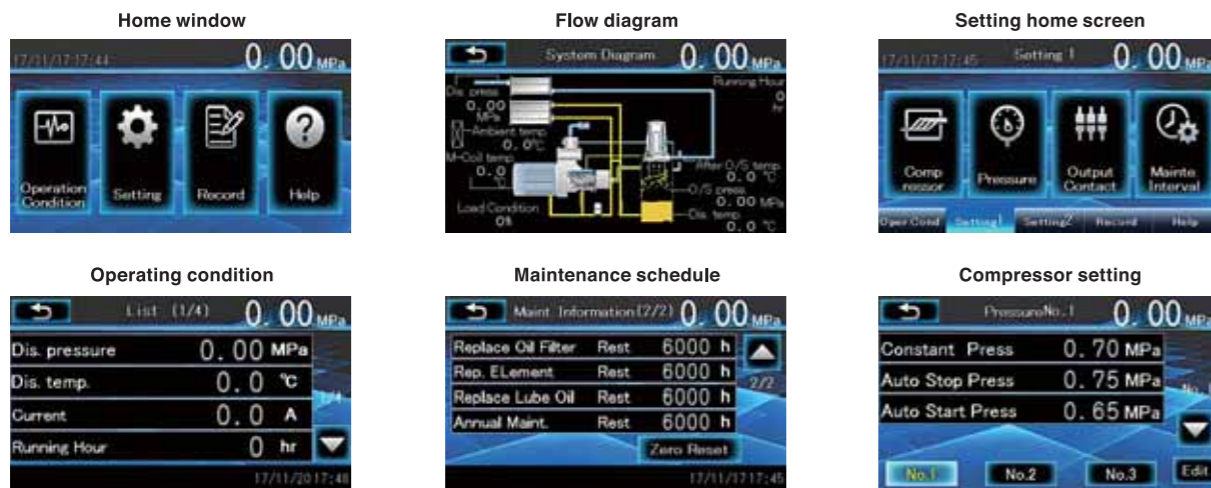 Home window
17/11/17 17:44
0.00 MPa
Operation Condition
Setting
Record
Help
Flow diagram
System Diagram
0.00 MPa
Running Hour
0 hr
Dis. press
0.00 MPa
Ambient temp
0.0℃
M-Coil temp
0.0 ℃
Load Condition
0%
After O/S temp.
0.0 ℃
O/S press.
0.00 MPa
Dis. temp
0.0 ℃
Setting home screen
17/11/17 17:45
Setting 1
0.00 MPa
Comp
ressor
Pressure
Output
Contact
Mainte
Interval
Oper Cond
Setting1
Setting2
Record
Help
Operating condition
List (1/4)
0.00 MPa
Dis. pressure 0.00 MPa
Dis. temp. 0.0 ℃
Current 0.0 A
Running Hour 0 hr
1/4
17/11/20 17:48
Maintenance schedule
Maint. Information(2/2)
0.00 MPa
Replace Oil Filter Rest 6000 h
Rep. ELement Rest 6000 h
Replace Lube Oil Rest 6000 h
Annual Maint. Rest 6000 h
2/2
Zero Reset
17/11/17 17:45
Compressor setting
PressureNo.1
0.00 MPa
Constant Press 0.70 MPa
Auto Stop Press 0.75 MPa
Auto Start Press 0.65 MPa
No.1
No.1
No.2
No.3
Edit